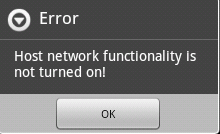 Error
Host network functionality is
not turned on!
OK